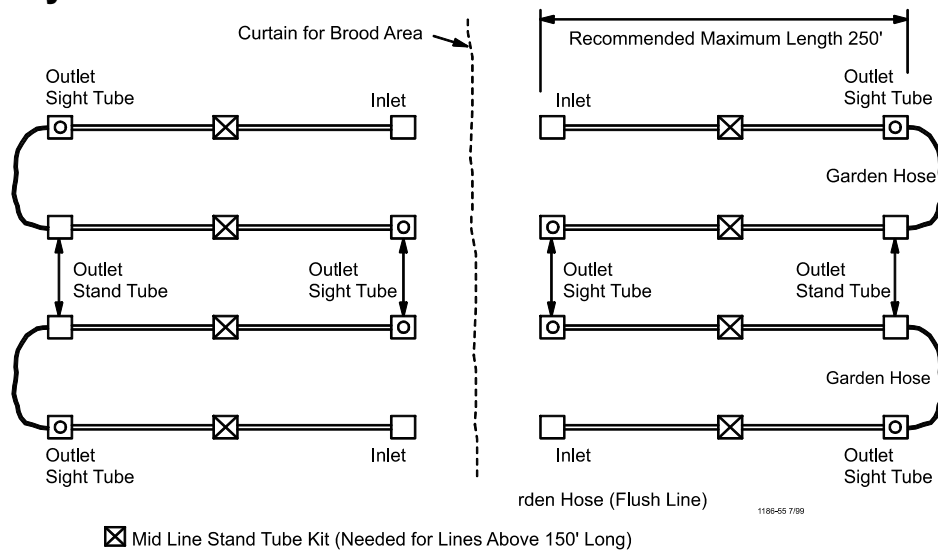 Curtain for Brood Area
Recommended Maximum Length 250'
Outlet
Sight Tube
Inlet
Inlet
Outlet
Sight Tube
Garden Hose
Outlet
Stand Tube
Outlet
Sight Tube
Outlet
Sight Tube
Outlet
Stand Tube
Garden Hose
Outlet
Sight Tube
Inlet
Inlet
Outlet
Sight Tube
rden Hose (Flush Line)
1186-55 7/99
Mid Line Stand Tube Kit (Needed for Lines Above 150' Long)